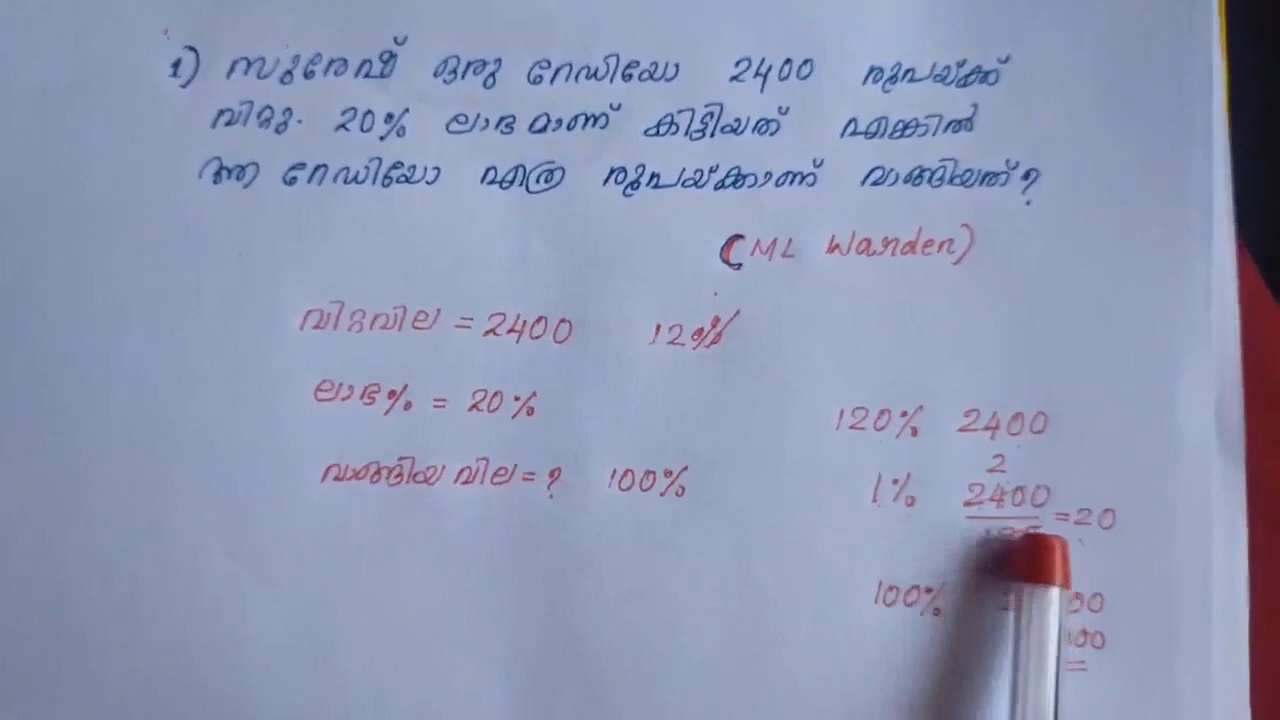 1) സുരേഷ് ഒരു റേഡിയോ 2400 രൂപയ്ക്ക്
വിറ്റു. 20% ലാഭമാണ് കിട്ടിയത് എങ്കിൽ
ആ റേഡിയോ എത്ര രൂപയ്ക്കാണ് വാങ്ങിയത്?
(ML Warden)
വിറ്റവില = 2400 120%
ലാഭ% = 20%
വാങ്ങിയ വില = ? 100%
120% 2400
2
1% 2400 = 20
100%